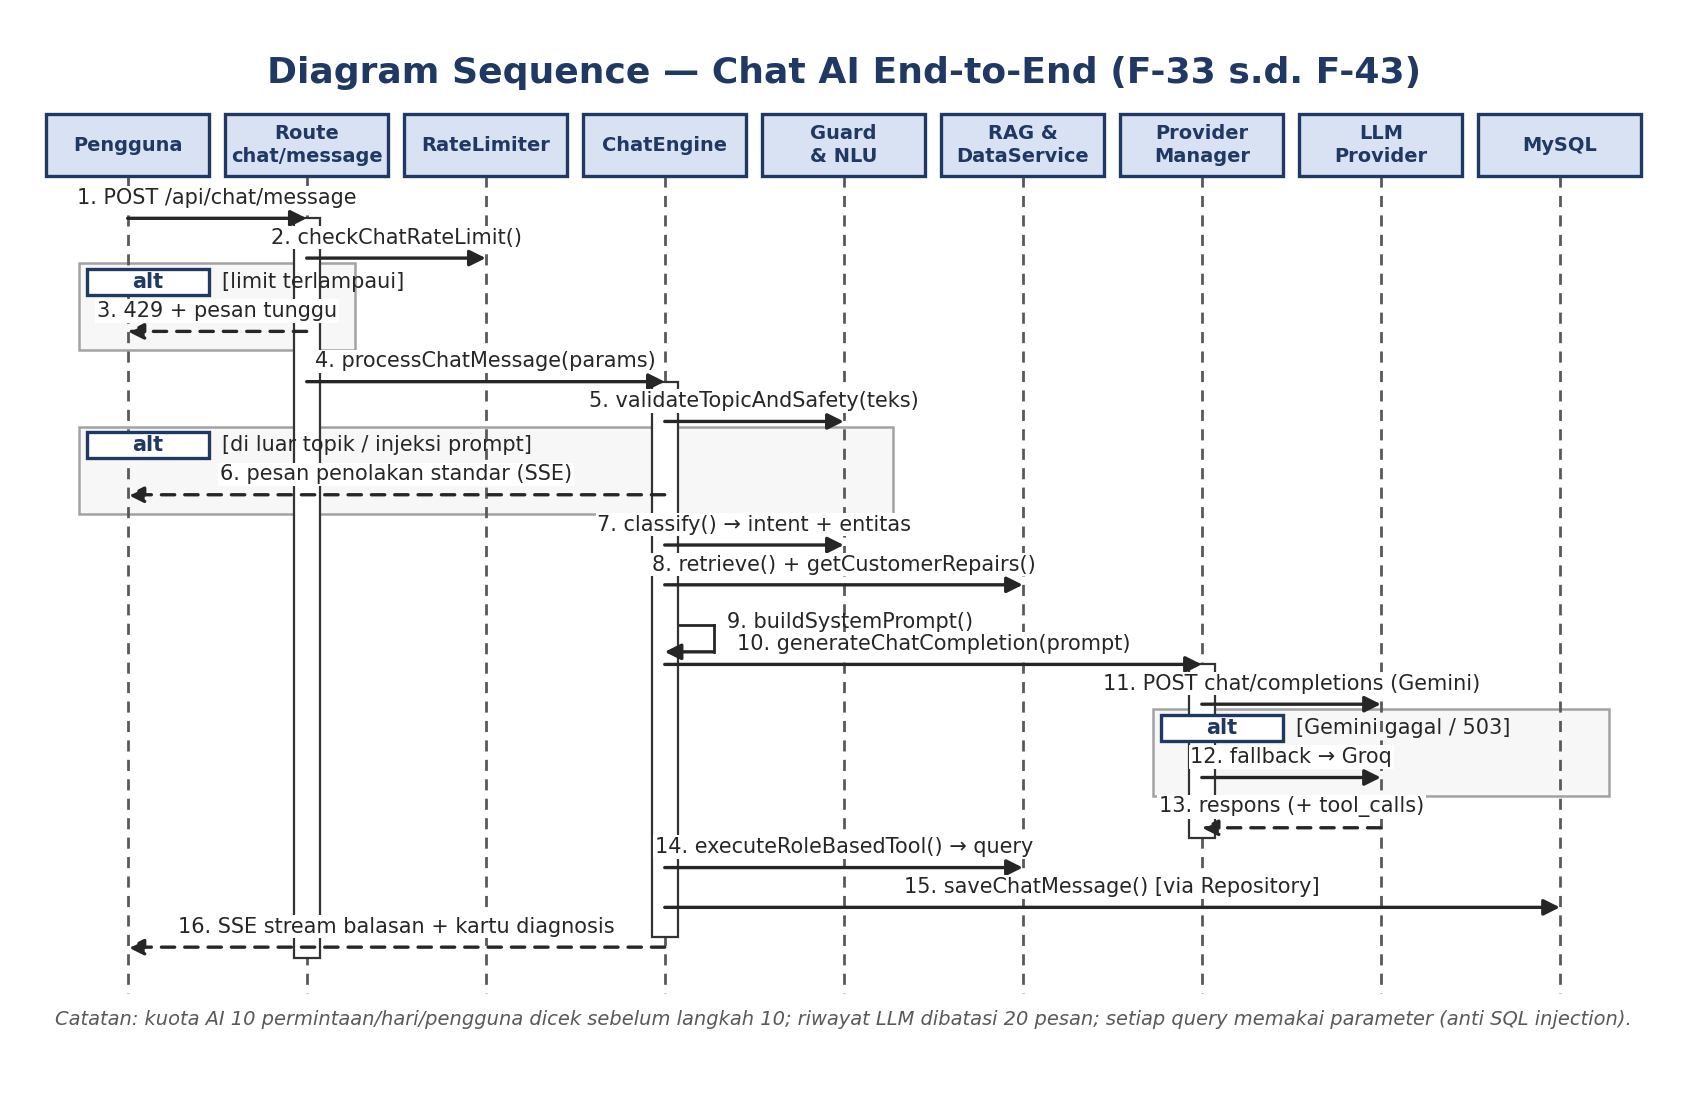 Diagram Sequence — Chat AI End-to-End (F-33 s.d. F-43)
Pengguna
Route
chat/message
RateLimiter
ChatEngine
Guard
& NLU
RAG &
DataService
Provider
Manager
LLM
Provider
MySQL
1. POST /api/chat/message
2. checkChatRateLimit()
alt [limit terlampaui]
3. 429 + pesan tunggu
4. processChatMessage(params)
5. validateTopicAndSafety(teks)
alt [di luar topik / injeksi prompt]
6. pesan penolakan standar (SSE)
7. classify() → intent + entitas
8. retrieve() + getCustomerRepairs()
9. buildSystemPrompt()
10. generateChatCompletion(prompt)
11. POST chat/completions (Gemini)
alt [Gemini gagal / 503]
12. fallback → Groq
13. respons (+ tool_calls)
14. executeRoleBasedTool() → query
15. saveChatMessage() [via Repository]
16. SSE stream balasan + kartu diagnosis
Catatan: kuota AI 10 permintaan/hari/pengguna dicek sebelum langkah 10; riwayat LLM dibatasi 20 pesan; setiap query memakai parameter (anti SQL injection).